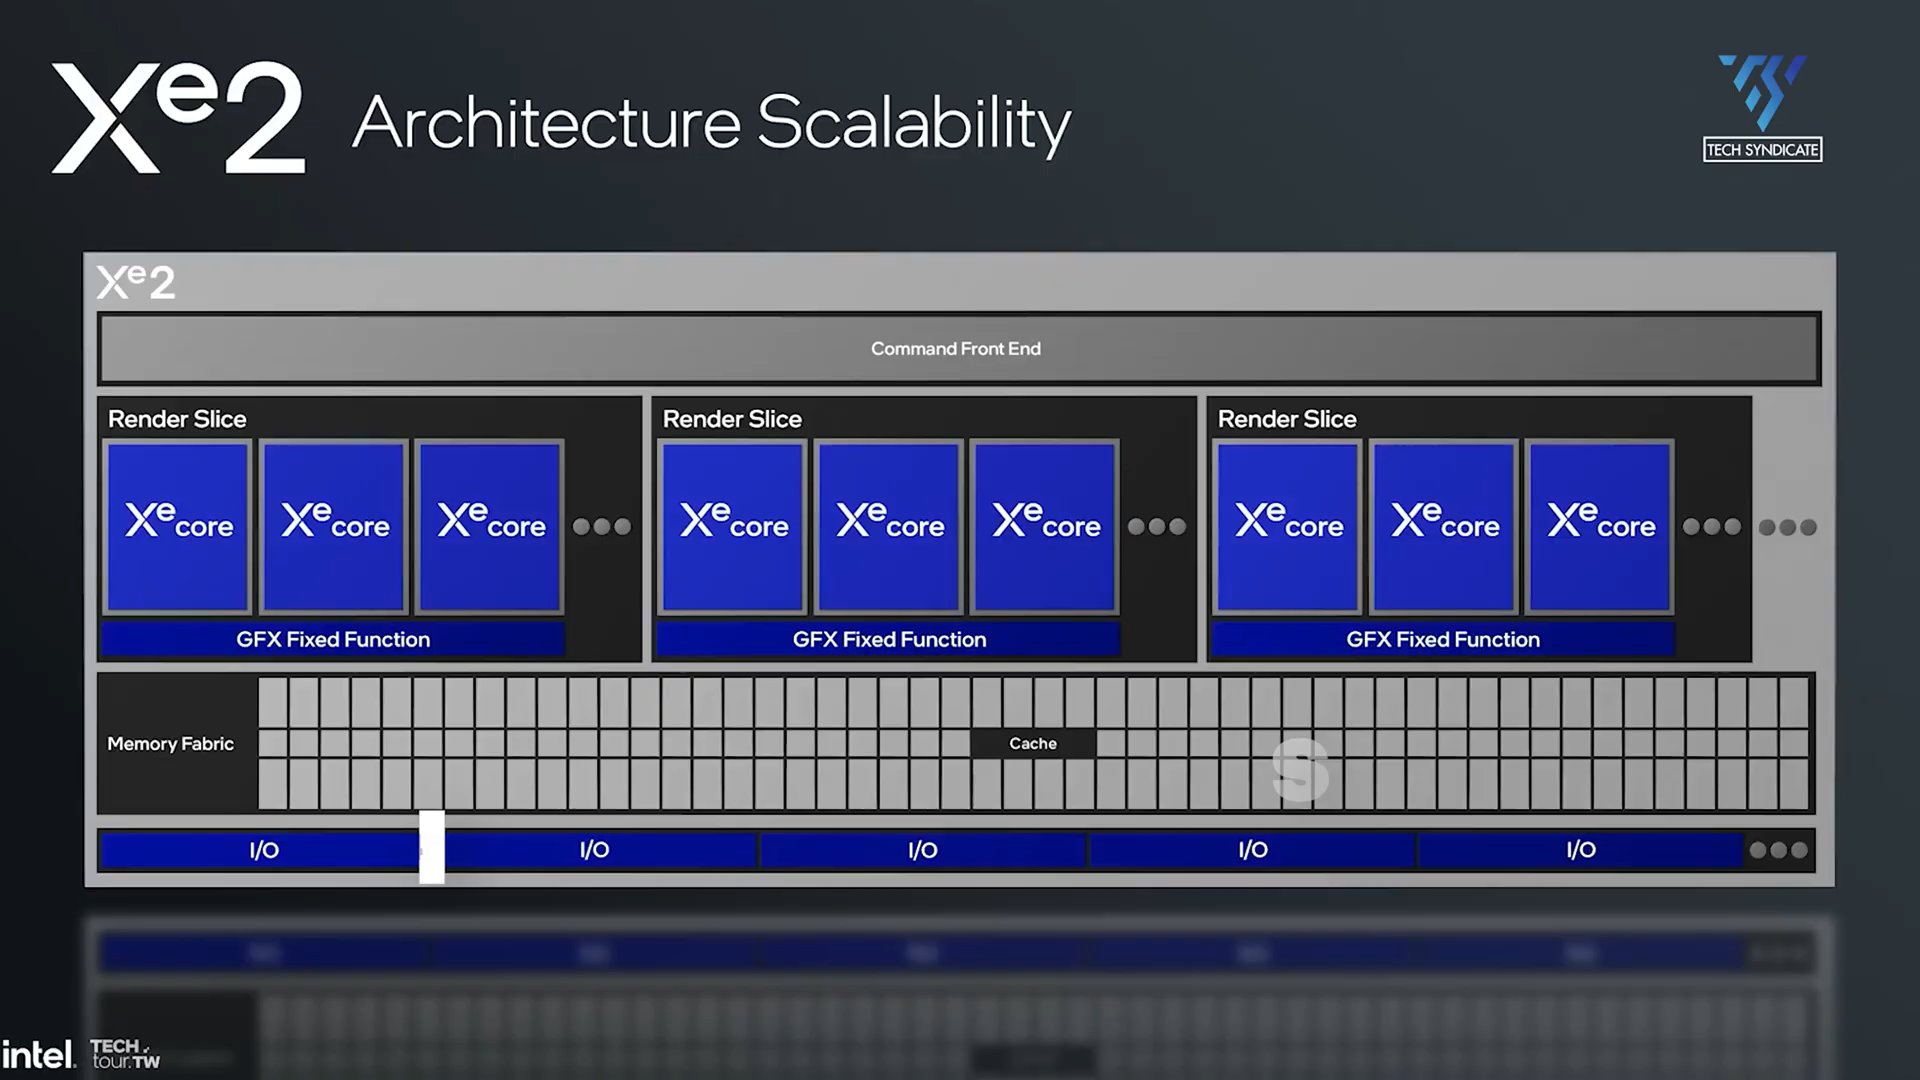 Xe2 Architecture Scalability
TECH SYNDICATE
Xe2
Command Front End
Render Slice
Xe core Xe core Xe core
GFX Fixed Function
Render Slice
Xe core Xe core Xe core
GFX Fixed Function
Render Slice
Xe core Xe core Xe core
GFX Fixed Function
Memory Fabric
Cache
S
I/O I/O I/O I/O I/O
intel. TECH
tour.TW